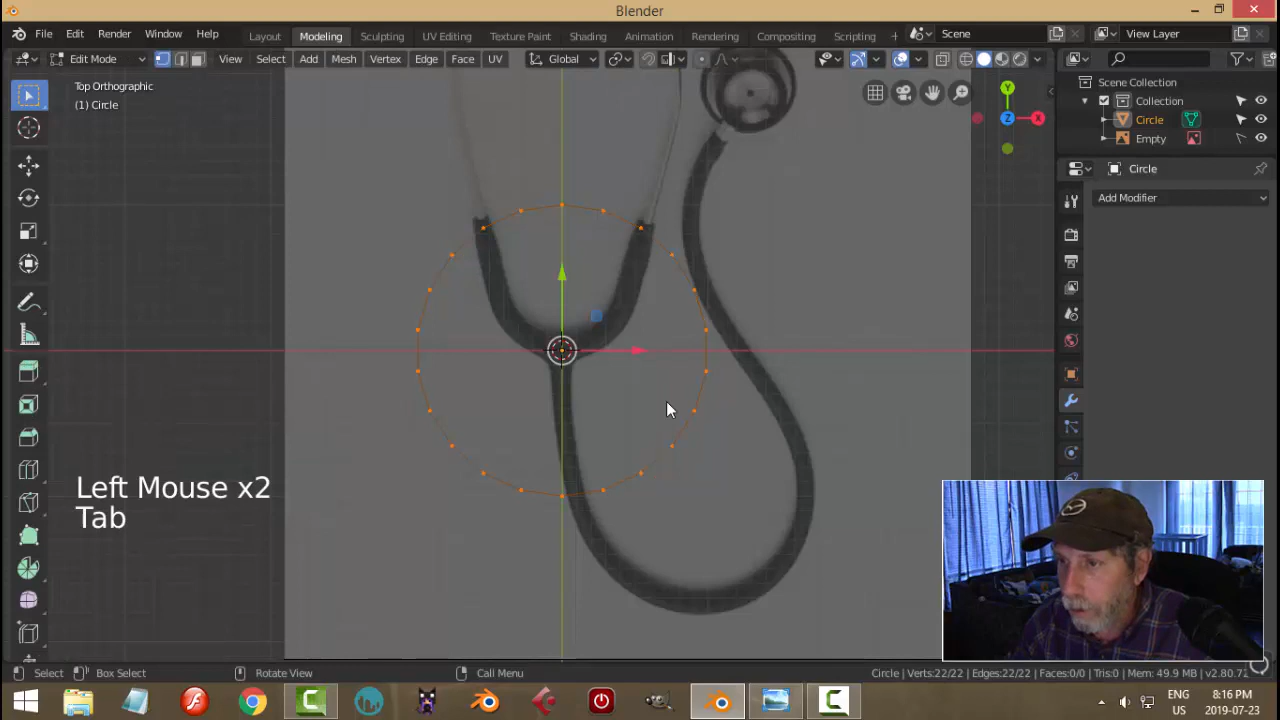 Blender
File Edit Render Window Help
Layout Modeling Sculpting UV Editing Texture Paint Shading Animation Rendering Compositing Scripting +
Scene
View Layer
Edit Mode
View Select Add Mesh Vertex Edge Face UV
Global
Top Orthographic
(1) Circle
Scene Collection
Collection
Circle
Empty
Circle
Add Modifier
Y
Z
X
Left Mouse x2
Tab
Select
Box Select
Rotate View
Call Menu
Circle | Verts:22/22 | Edges:22/22 | Faces:0/0 | Tris:0 | Mem: 49.9 MB | v2.80.7
ENG
US
8:16 PM
2019-07-23